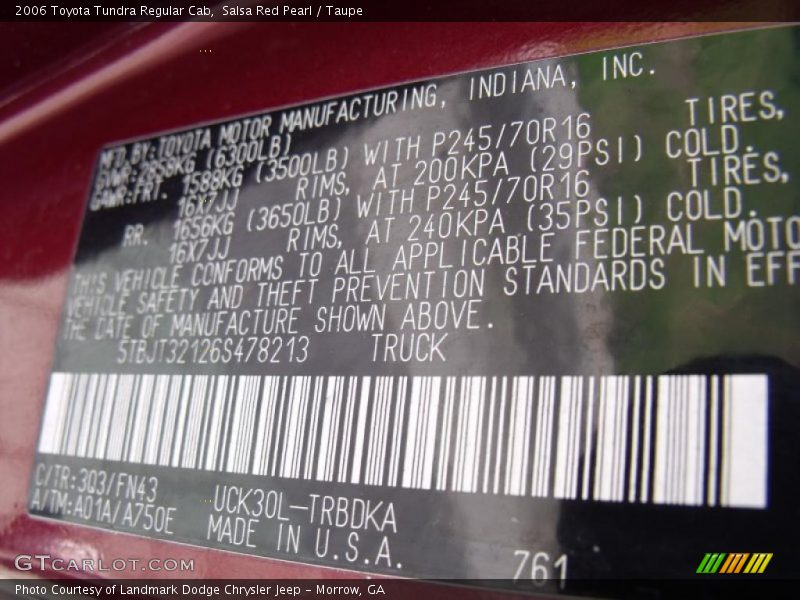 2006 Toyota Tundra Regular Cab, Salsa Red Pearl / Taupe
MFD.BY:TOYOTA MOTOR MANUFACTURING, INDIANA, INC.
GVWR:2858KG (6300LB)
GAWR:FRT. 1588KG (3500LB) WITH P245/70R16 TIRES,
16X7JJ RIMS, AT 200KPA (29PSI) COLD.
RR. 1656KG (3650LB) WITH P245/70R16 TIRES,
16X7JJ RIMS, AT 240KPA (35PSI) COLD.
THIS VEHICLE CONFORMS TO ALL APPLICABLE FEDERAL MOTO
VEHICLE SAFETY AND THEFT PREVENTION STANDARDS IN EFF
THE DATE OF MANUFACTURE SHOWN ABOVE.
5TBJT32126S478213 TRUCK
C/TR:3Q3/FN43 UCK30L-TRBDKA
A/TM:A01A/A750E MADE IN U.S.A.
761
GTCARLOT.COM
Photo Courtesy of Landmark Dodge Chrysler Jeep - Morrow, GA